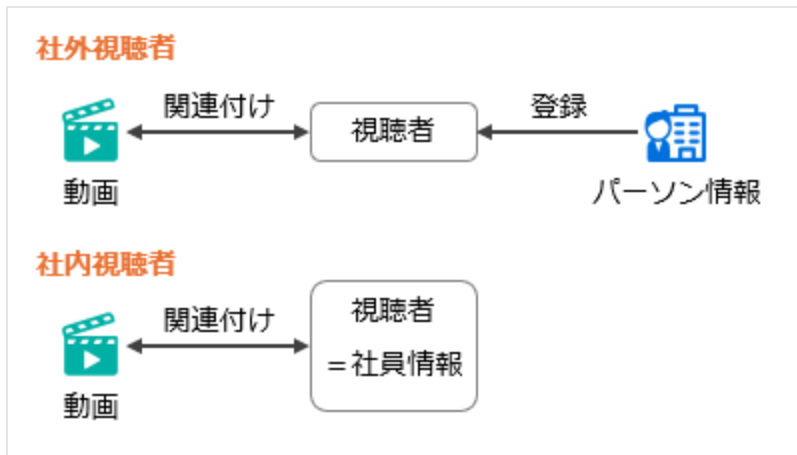 社外視聴者
関連付け
登録
視聴者
動画
パーソン情報
社内視聴者
関連付け
視聴者
＝社員情報
動画